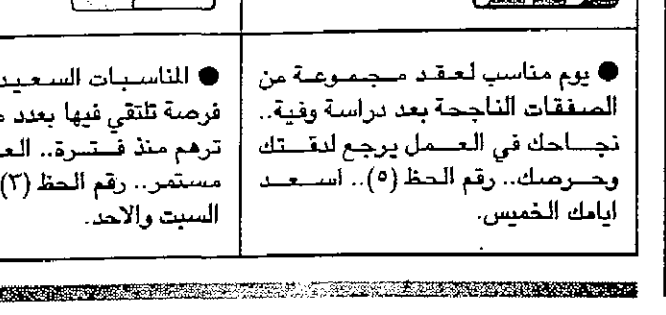 ● يوم مناسب لعقد مجموعة من
الصفقات الناجحة بعد دراسة وفية..
نجاحك في العمل يرجع لدقتك
وحرصك.. رقم الحظ (٥).. اسعد
ايامك الخميس.
● المناسبات السعيد
فرصة تلتقي فيها بعدد
ترهم منذ فترة.. الع
مستمر.. رقم الحظ (٣)
السبت والاحد.